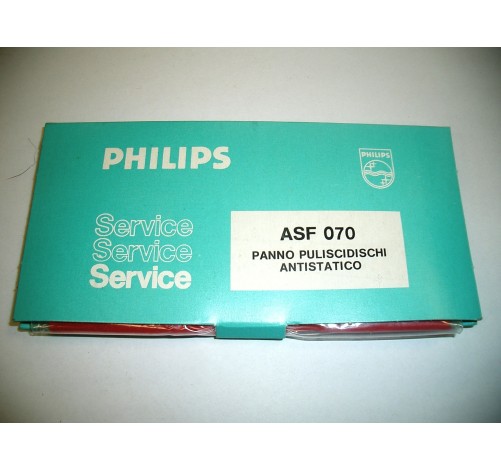 PHILIPS
PHILIPS
Service
Service
Service
ASF 070
PANNO PULISCIDISCHI
ANTISTATICO